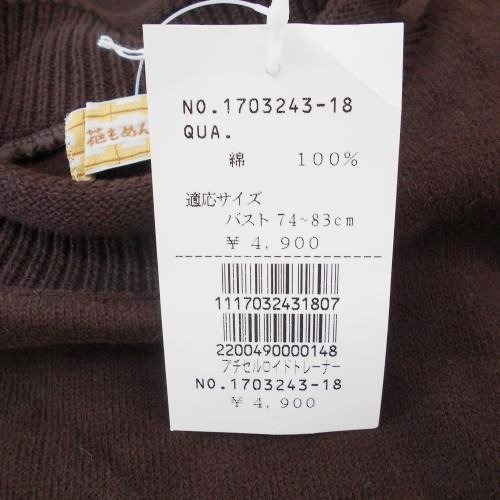 花もめん
NO.1703243-18
QUA.
綿 100%
適応サイズ
バスト 74~83cm
¥ 4,900
1117032431807
2200490000148
プチセルロイドトレーナー
NO.1703243-18
¥ 4,900